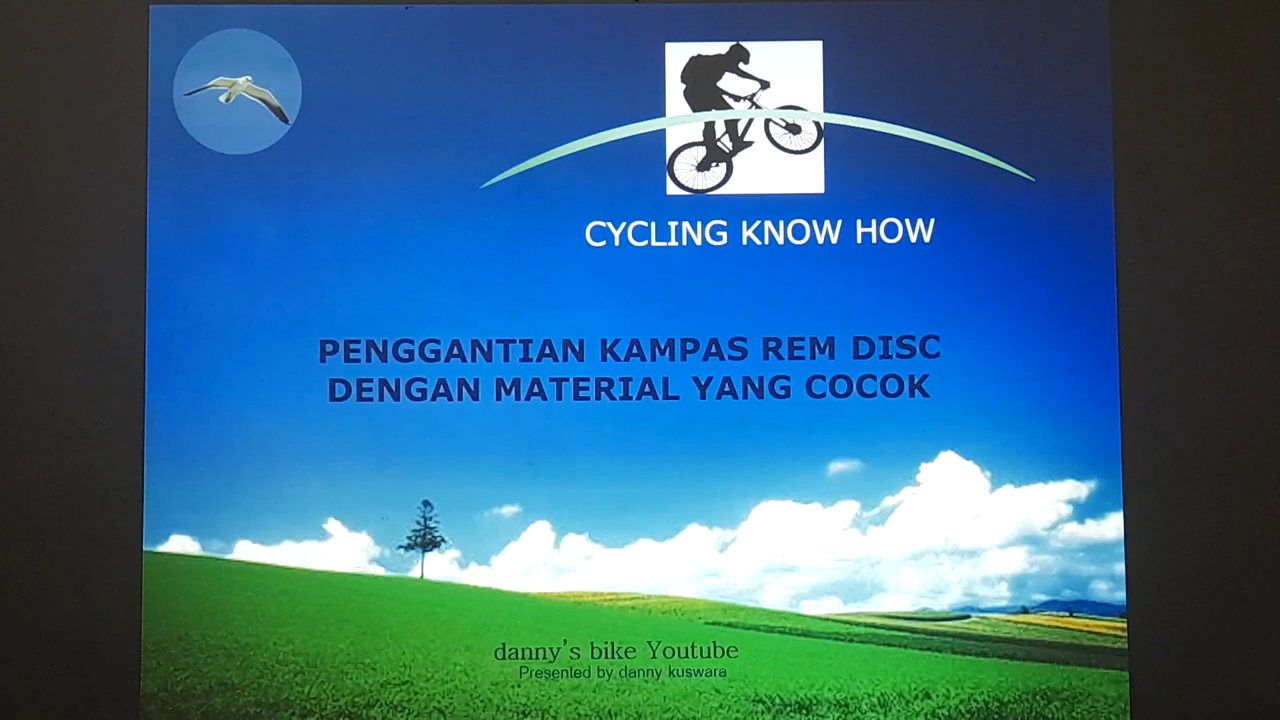 CYCLING KNOW HOW
PENGGANTIAN KAMPAS REM DISC
DENGAN MATERIAL YANG COCOK
danny's bike Youtube
Presented by danny kuswara